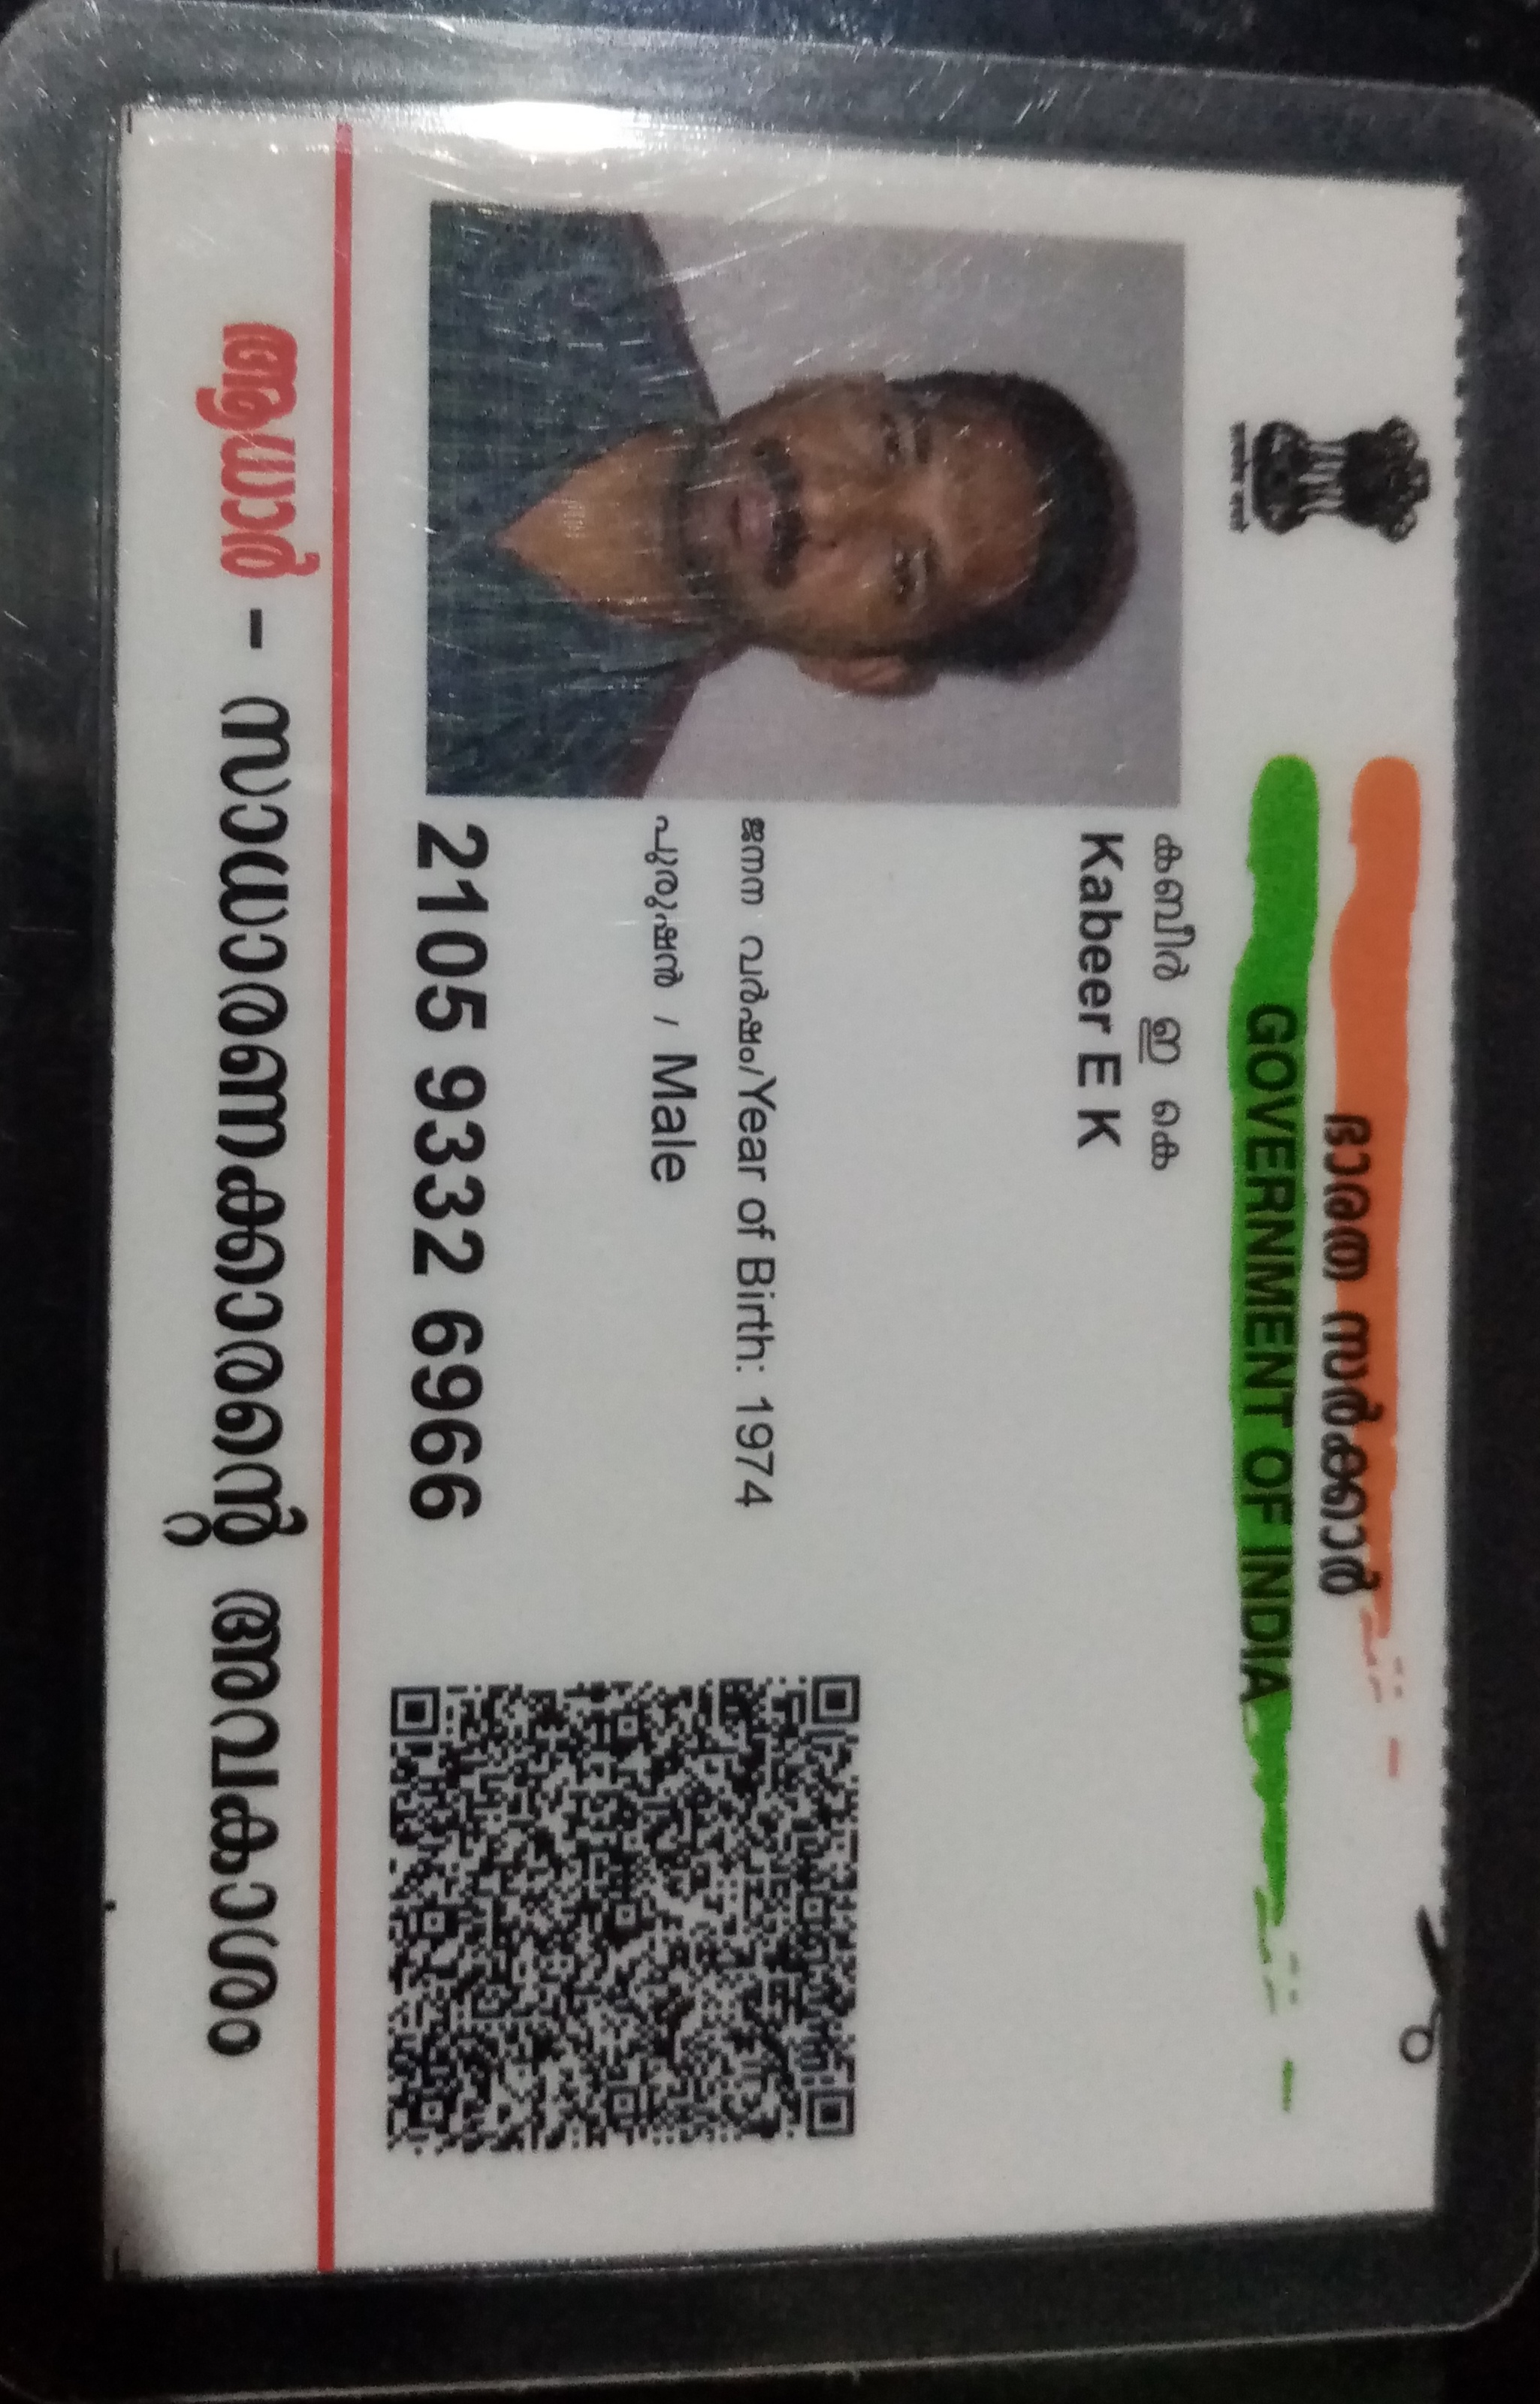 ഭാരത സർക്കാർ
GOVERNMENT OF INDIA
കബീർ ഇ കെ
Kabeer E K
ജനന വർഷം/Year of Birth: 1974
പുരുഷൻ / Male
2105 9332 6966
ആധാർ - സാധാരണക്കാരന്റെ അവകാശം